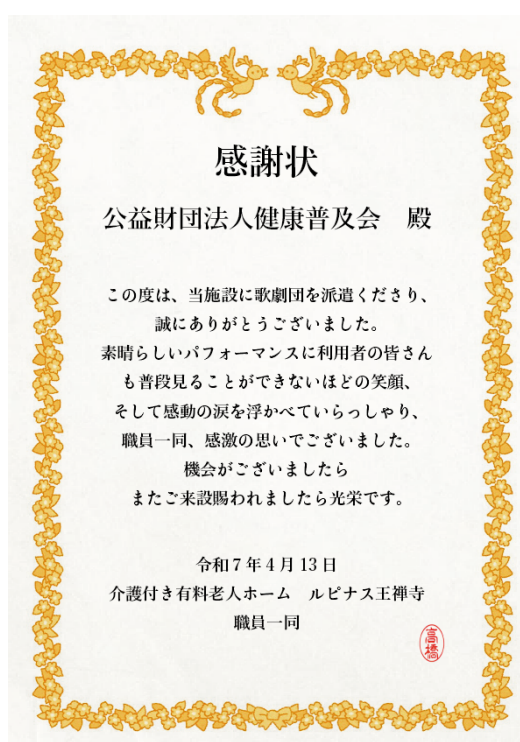 感謝状
公益財団法人健康普及会　殿
この度は、当施設に歌劇団を派遣くださり、
誠にありがとうございました。
素晴らしいパフォーマンスに利用者の皆さん
も普段見ることができないほどの笑顔、
そして感動の涙を浮かべていらっしゃり、
職員一同、感激の思いでございました。
機会がございましたら
またご来設賜われましたら光栄です。
令和７年４月 13 日
介護付き有料老人ホーム　ルピナス王禅寺
職員一同
高橋